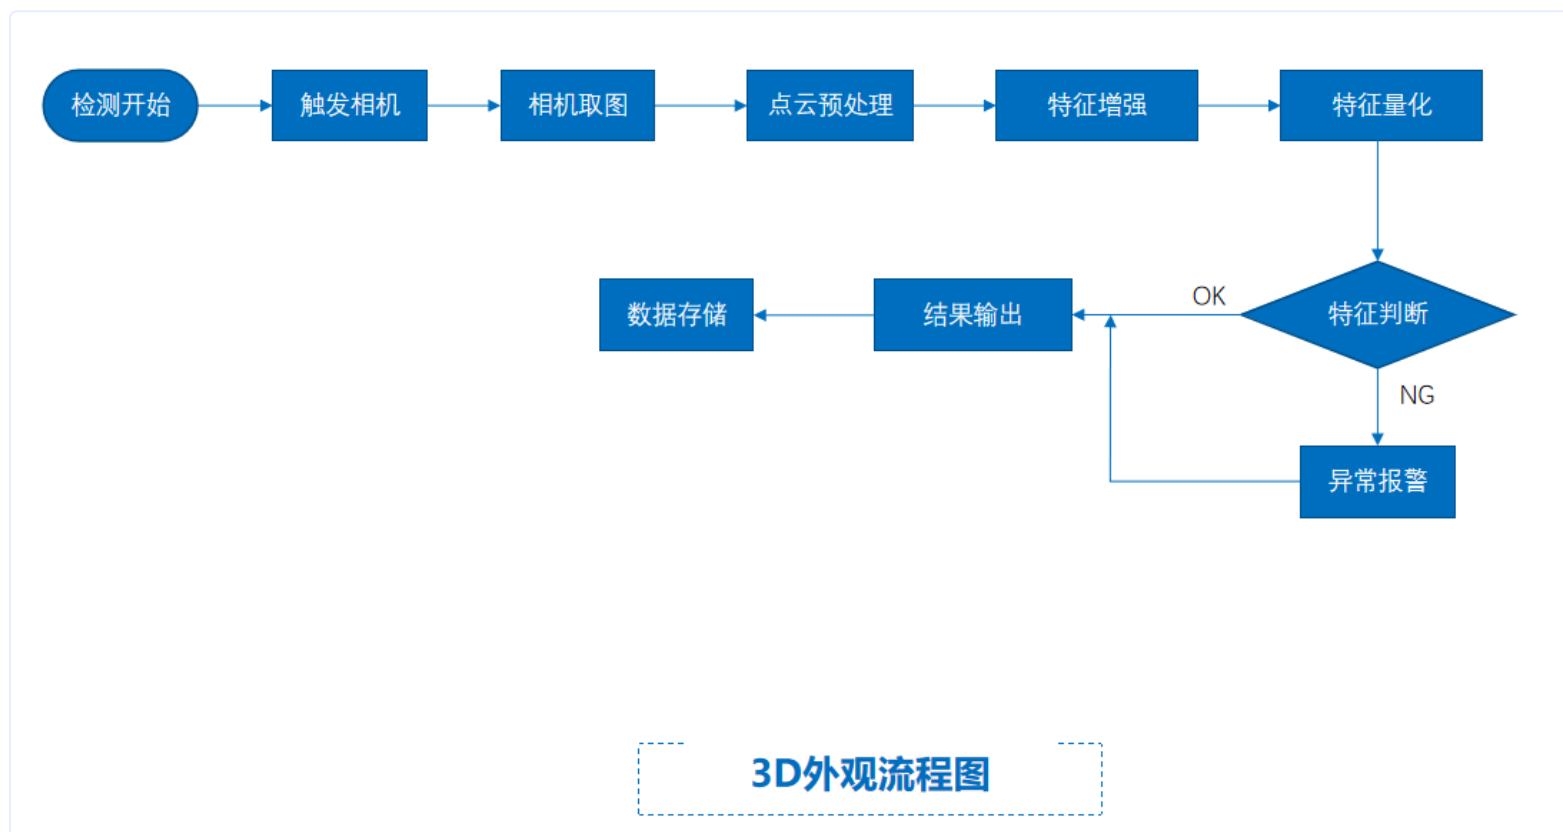 检测开始
触发相机
相机取图
点云预处理
特征增强
特征量化
数据存储
结果输出
OK
特征判断
NG
异常报警
3D外观流程图